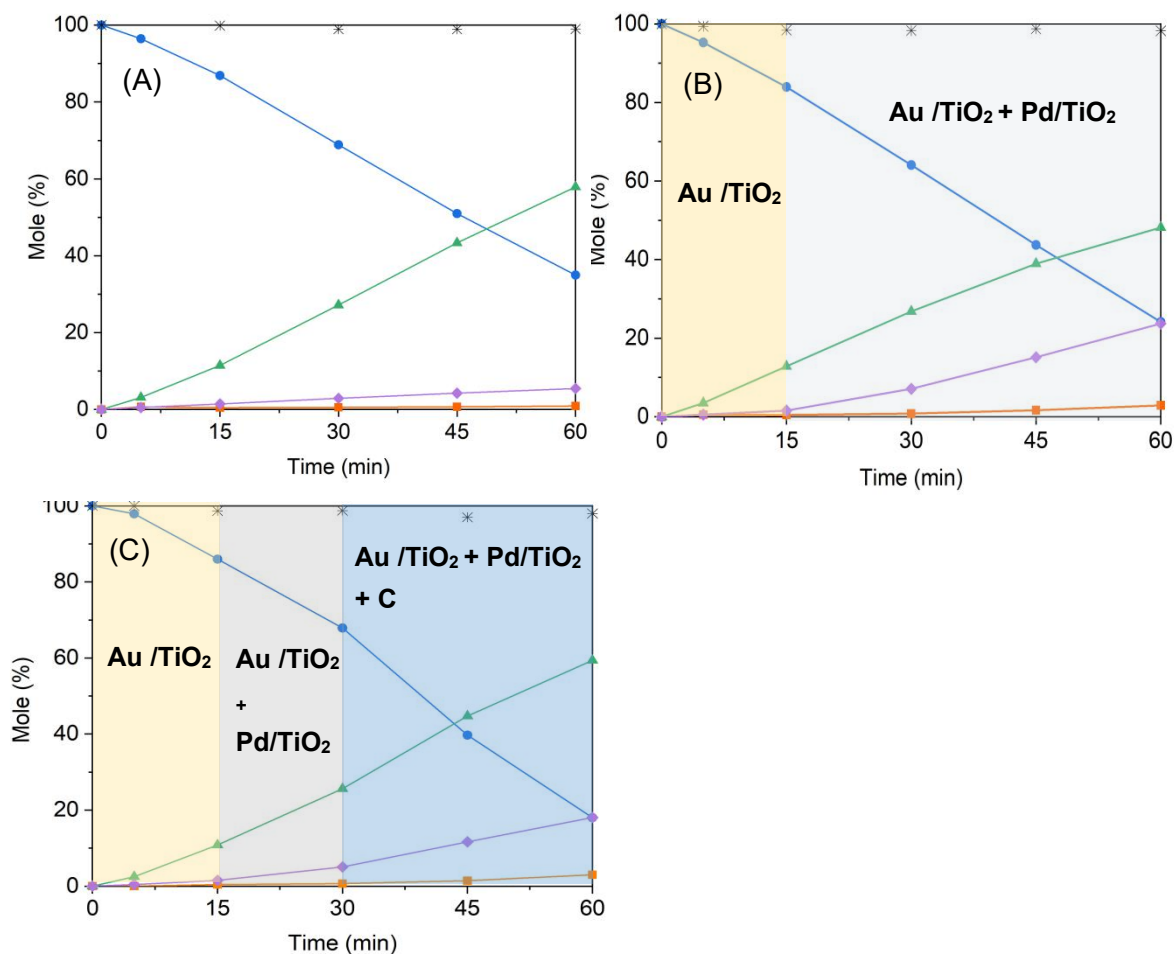 (A)
100
80
60
40
20
0
Mole (%)
0 15 30 45 60
Time (min)
(B)
100
80
60
40
20
0
Mole (%)
Au /TiO₂
Au /TiO₂ + Pd/TiO₂
0 15 30 45 60
Time (min)
(C)
100
80
60
40
20
0
Mole (%)
Au /TiO₂
Au /TiO₂
+
Pd/TiO₂
Au /TiO₂ + Pd/TiO₂
+ C
0 15 30 45 60
Time (min)